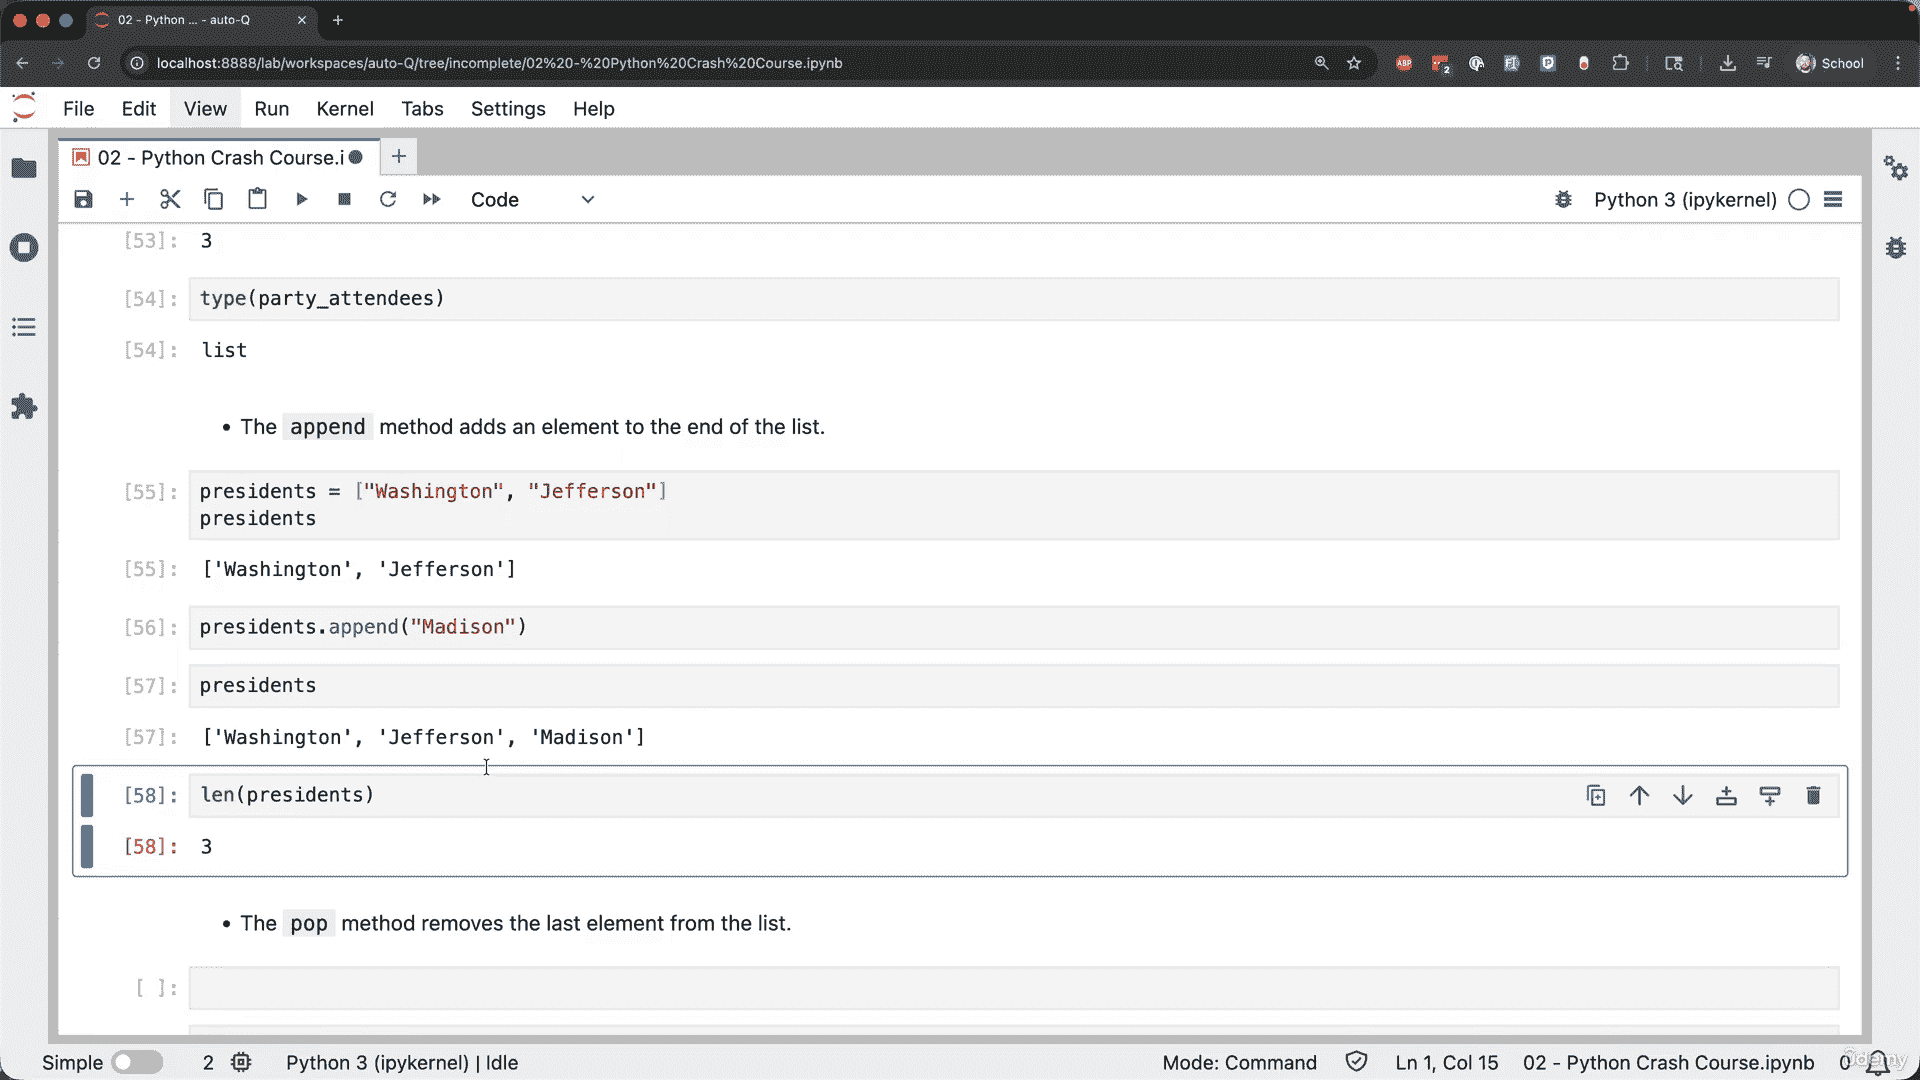 02 - Python ... - auto-Q
localhost:8888/lab/workspaces/auto-Q/tree/incomplete/02%20-%20Python%20Crash%20Course.ipynb
ABP
2
School
File Edit View Run Kernel Tabs Settings Help
02 - Python Crash Course.i
Code
Python 3 (ipykernel)
[53]: 3
[54]: type(party_attendees)
[54]: list
• The append method adds an element to the end of the list.
[55]: presidents = ["Washington", "Jefferson"]
presidents
[55]: ['Washington', 'Jefferson']
[56]: presidents.append("Madison")
[57]: presidents
[57]: ['Washington', 'Jefferson', 'Madison']
[58]: len(presidents)
[58]: 3
• The pop method removes the last element from the list.
[ ]:
Simple 2 Python 3 (ipykernel) | Idle Mode: Command Ln 1, Col 15 02 - Python Crash Course.ipynb 0
udemy